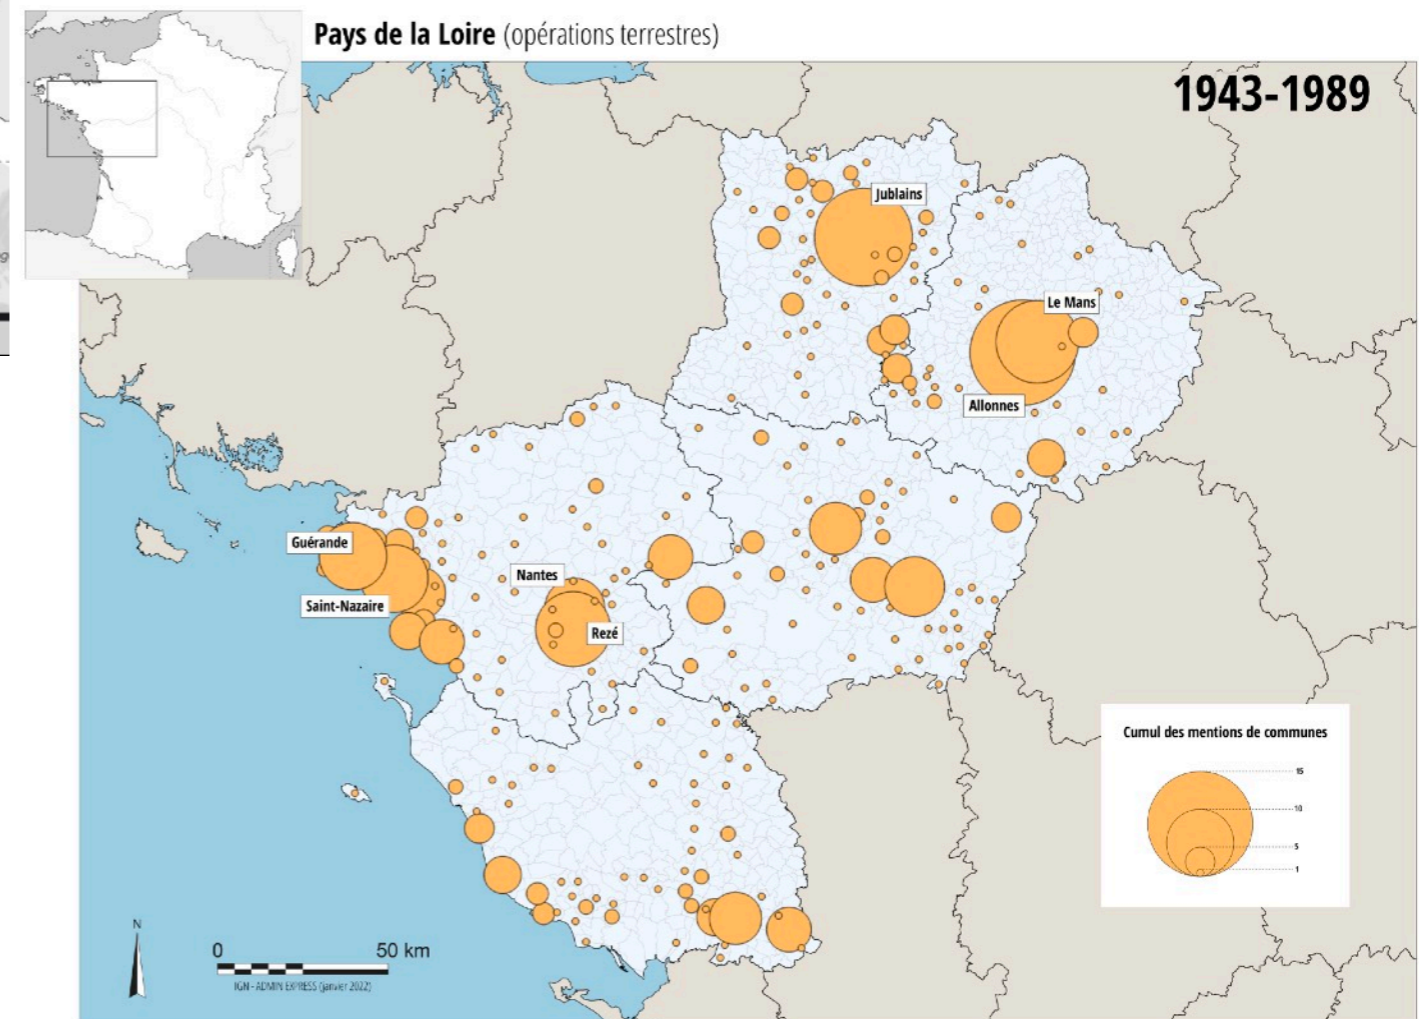 Pays de la Loire (opérations terrestres)
1943-1989
Jublains
Le Mans
Allonnes
Guérande
Nantes
Saint-Nazaire
Rezé
Cumul des mentions de communes
15
10
5
1
N
0 50 km
IGN - ADMIN EXPRESS (janvier 2022)